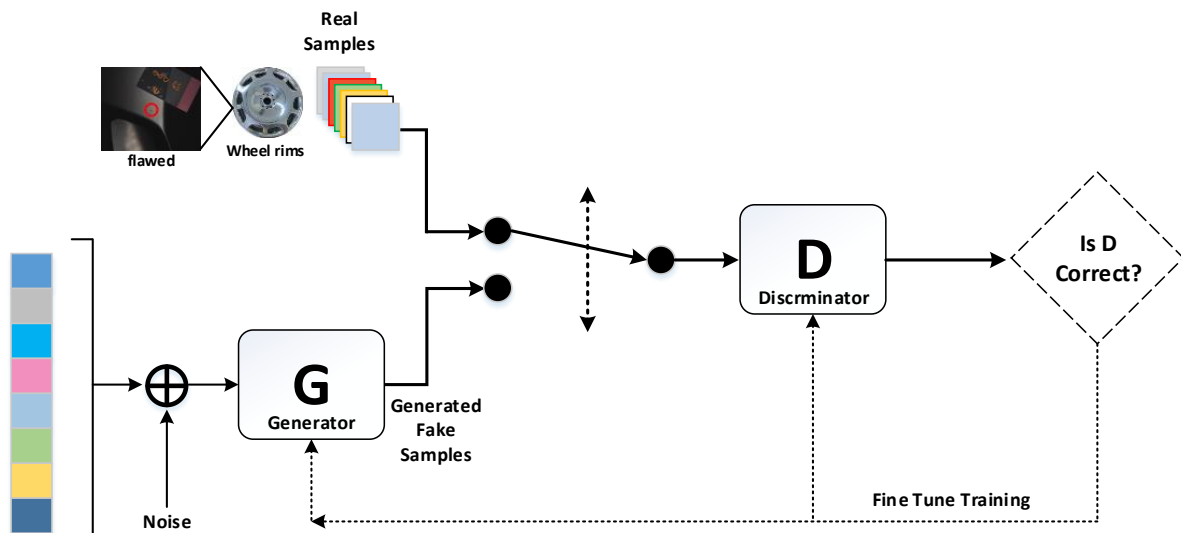 Real
Samples
flawed
Wheel rims
Is D
Correct?
D
Discrminator
G
Generator
Generated
Fake
Samples
Noise
Fine Tune Training